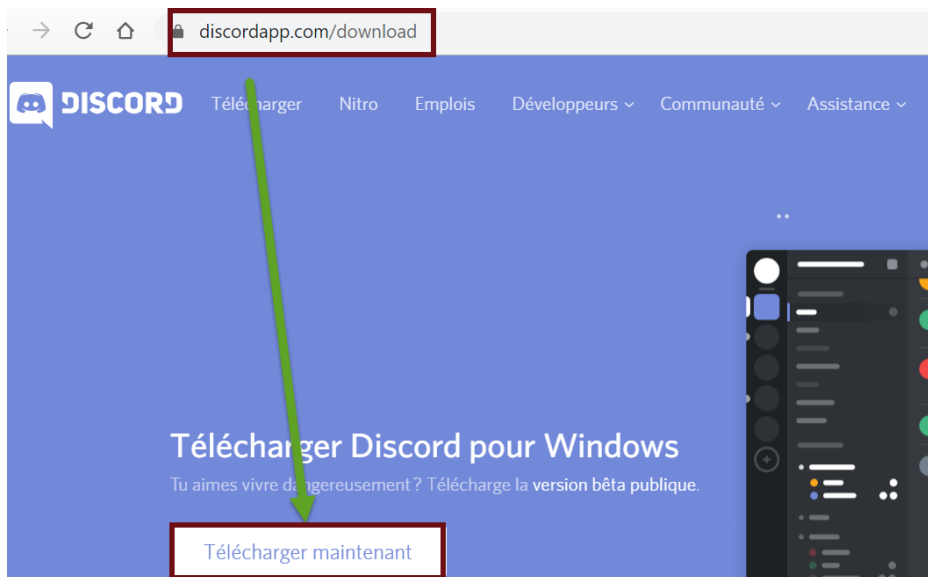 discordapp.com/download
DISCORD Télécharger Nitro Emplois Développeurs Communauté Assistance
Télécharger Discord pour Windows
Tu aimes vivre dangereusement ? Télécharge la version bêta publique.
Télécharger maintenant